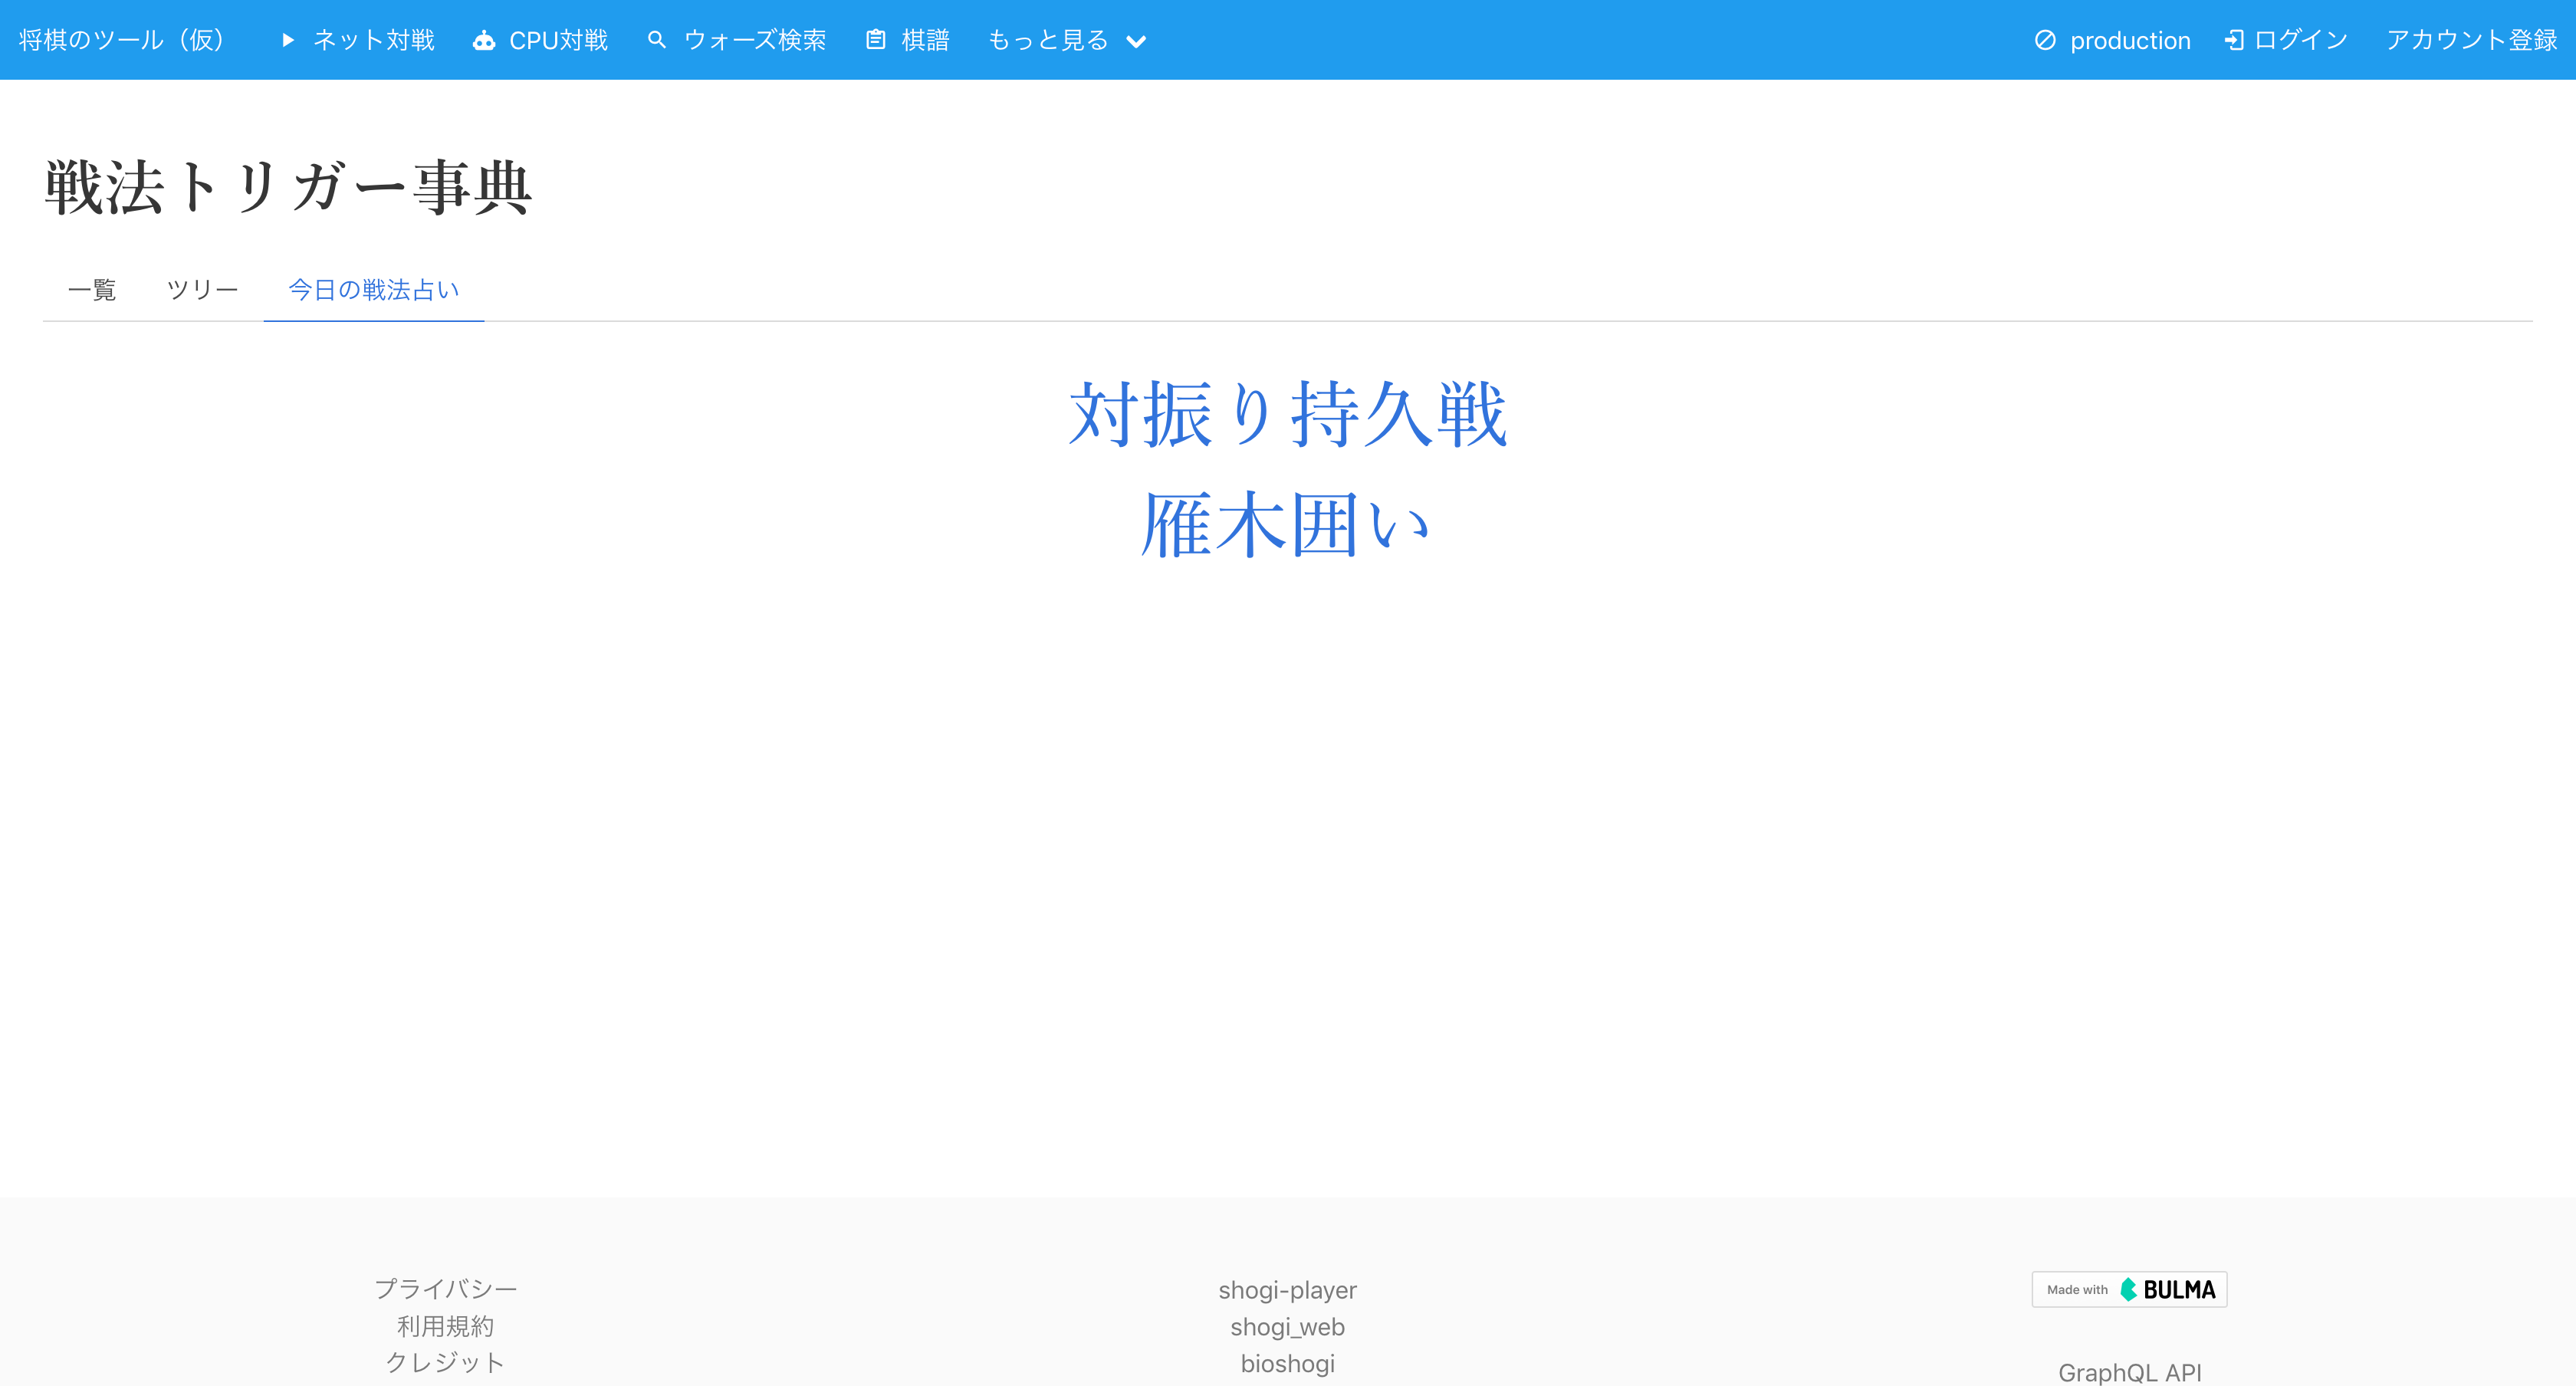 将棋のツール（仮） ネット対戦 CPU対戦 ウォーズ検索 棋譜 もっと見る production ログイン アカウント登録
戦法トリガー事典
一覧 ツリー 今日の戦法占い
対振り持久戦
雁木囲い
プライバシー
利用規約
クレジット
shogi-player
shogi_web
bioshogi
Made with BULMA
GraphQL API